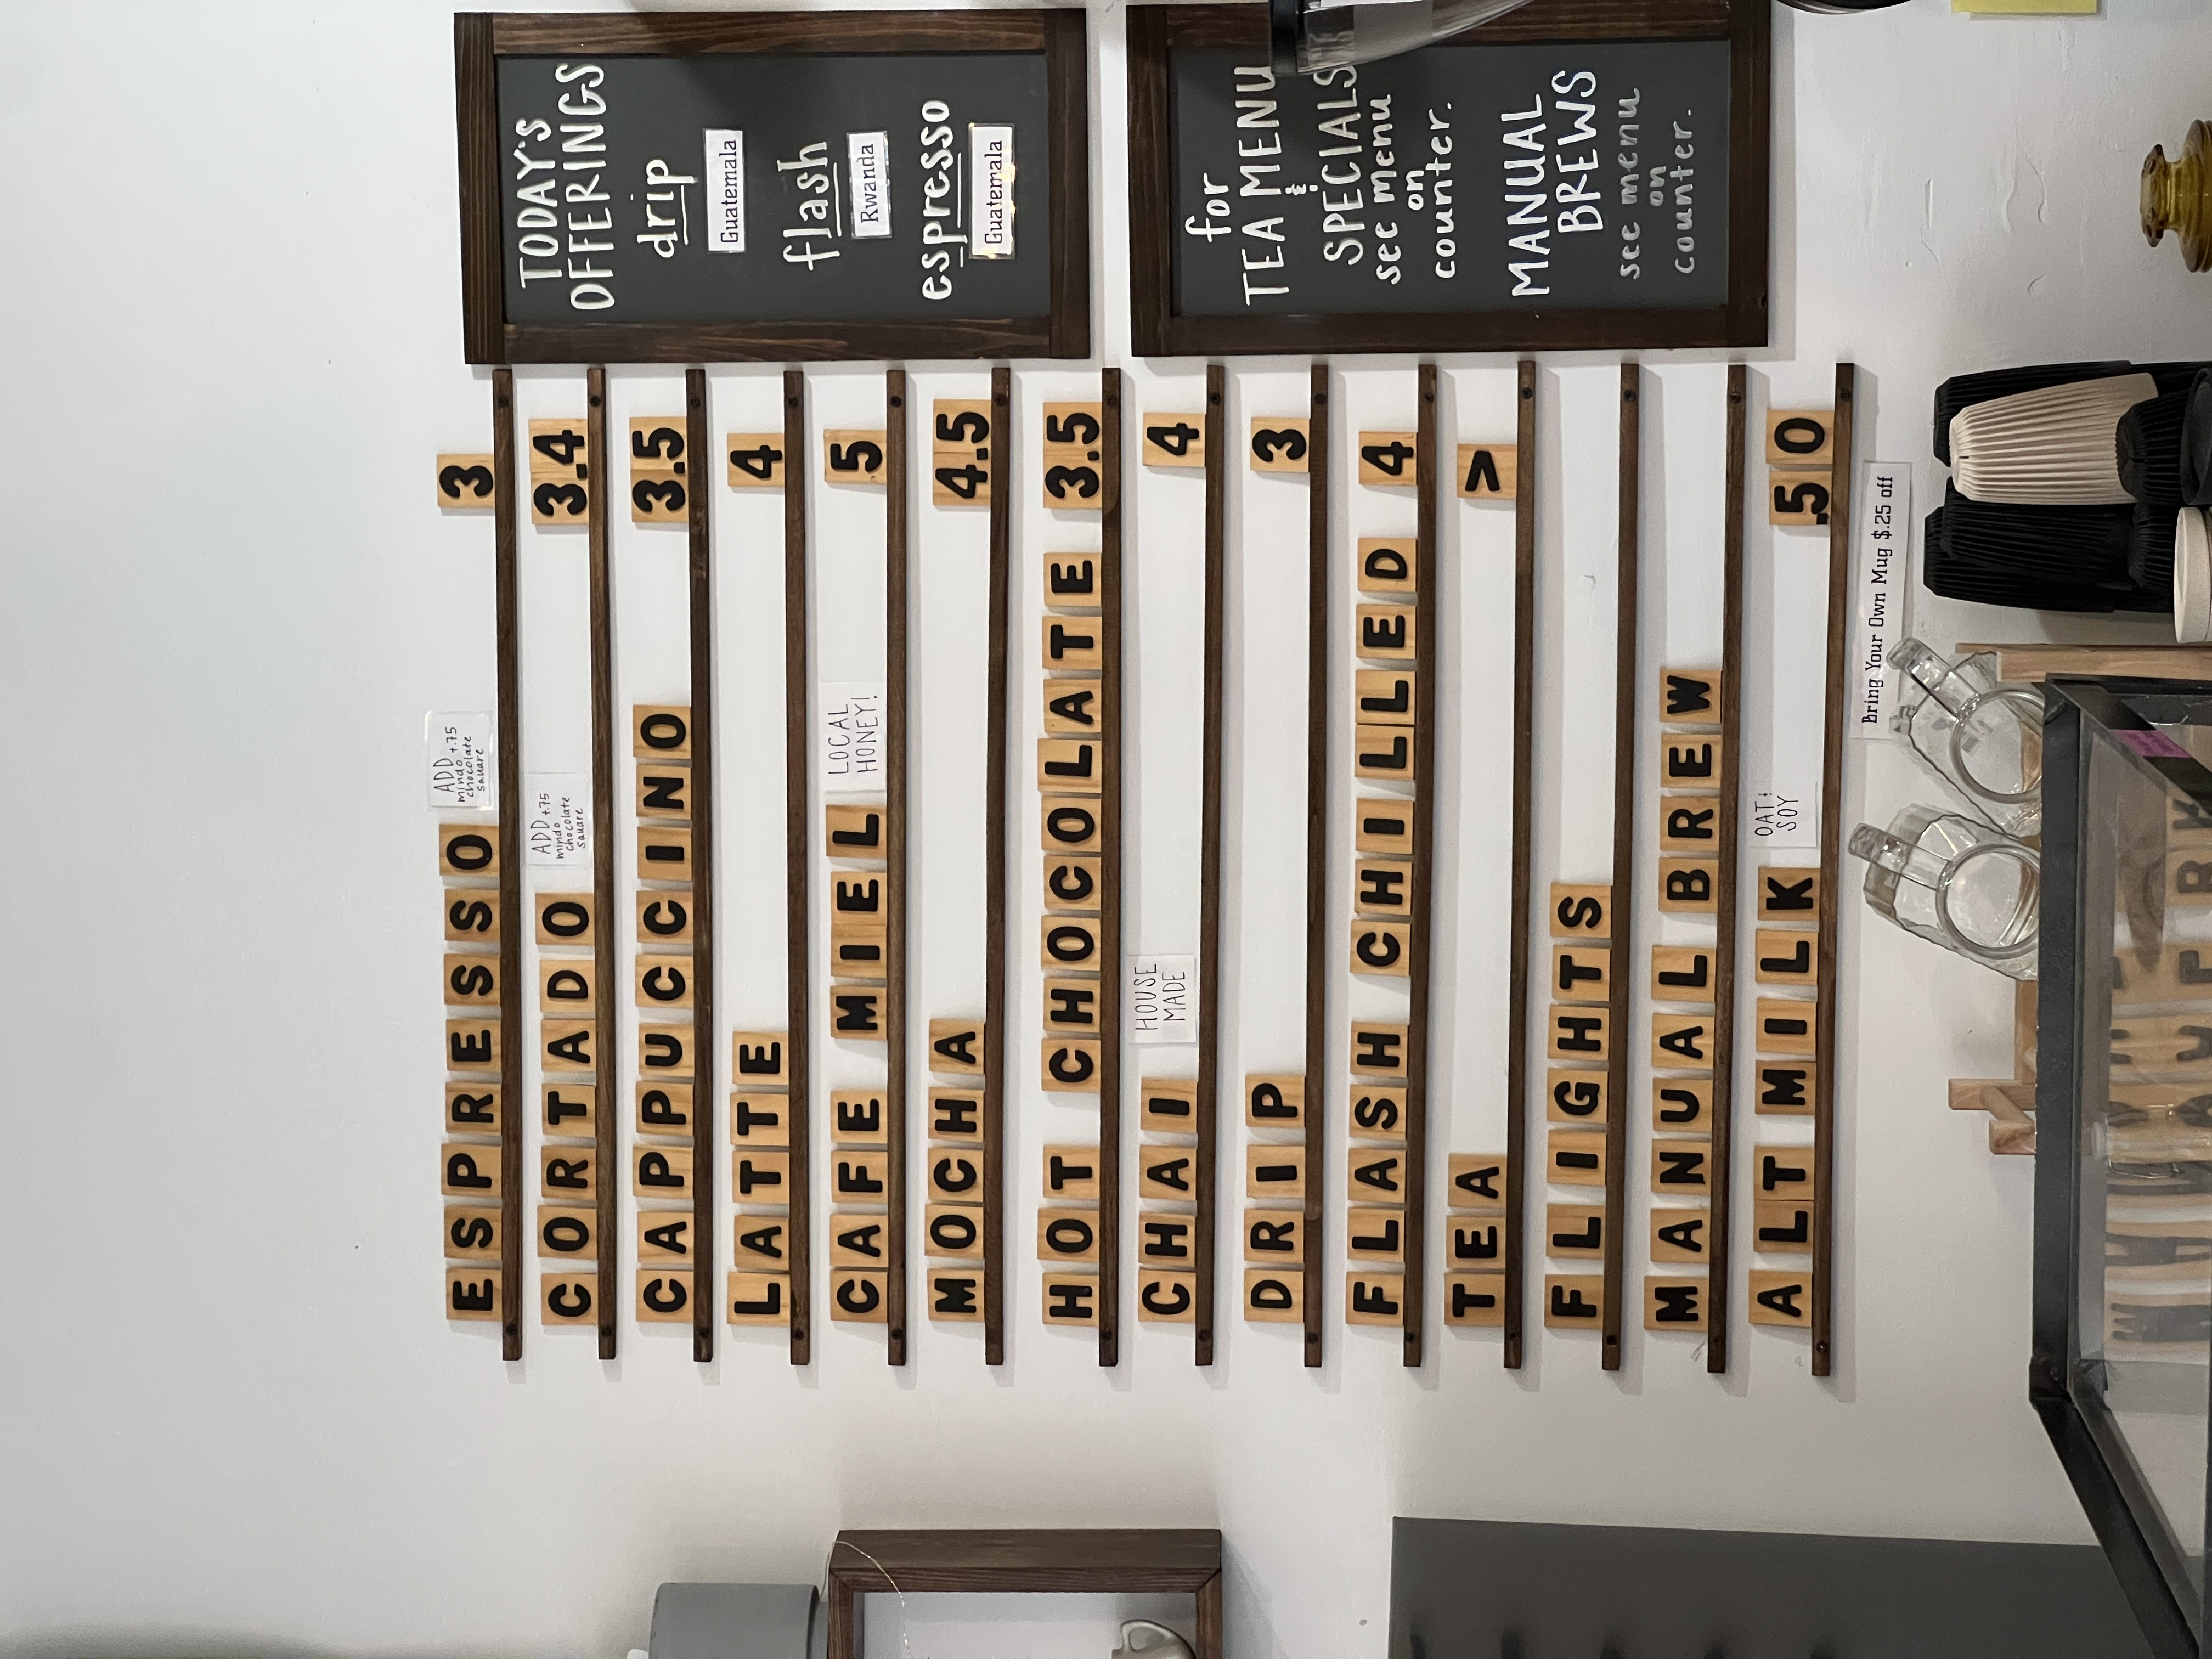 ESPRESSO ADD +.75 mindo chocolate square 3
CORTADO ADD +.75 mindo chocolate square 3.4
CAPPUCCINO 3.5
LATTE 4
CAFE MIEL LOCAL HONEY! 5
MOCHA 4.5
HOT CHOCOLATE 3.5
CHAI HOUSE MADE 4
DRIP 3
FLASH CHILLED 4
TEA >
FLIGHTS
MANUAL BREW
ALT MILK OAT & SOY .50
Bring Your Own Mug $.25 off
TODAY'S
OFFERINGS
drip
Guatemala
flash
Rwanda
espresso
Guatemala
for
TEA MENU
&
SPECIALS
see menu
on
counter.
MANUAL
BREWS
see menu
on
counter.